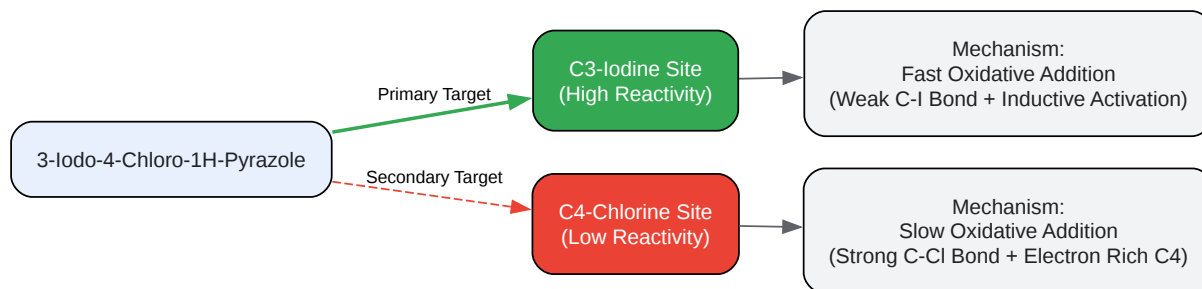 3-Iodo-4-Chloro-1H-Pyrazole
Primary Target
Secondary Target
C3-Iodine Site
(High Reactivity)
Mechanism:
Fast Oxidative Addition
(Weak C-I Bond + Inductive Activation)
C4-Chlorine Site
(Low Reactivity)
Mechanism:
Slow Oxidative Addition
(Strong C-Cl Bond + Electron Rich C4)